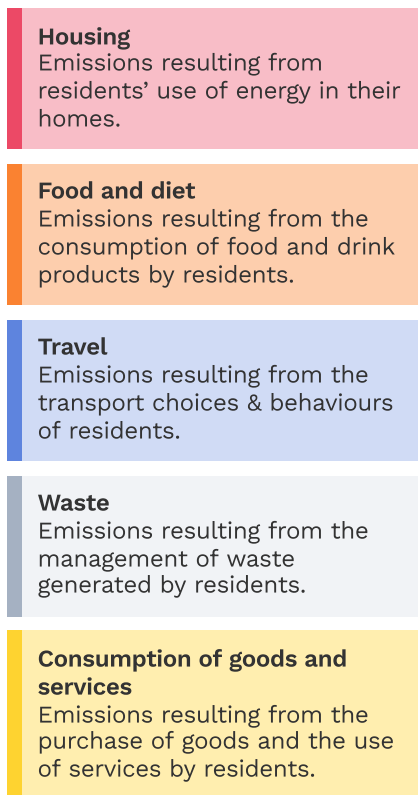 Housing
Emissions resulting from
residents’ use of energy in their
homes.
Food and diet
Emissions resulting from the
consumption of food and drink
products by residents.
Travel
Emissions resulting from the
transport choices & behaviours
of residents.
Waste
Emissions resulting from the
management of waste
generated by residents.
Consumption of goods and
services
Emissions resulting from the
purchase of goods and the use
of services by residents.